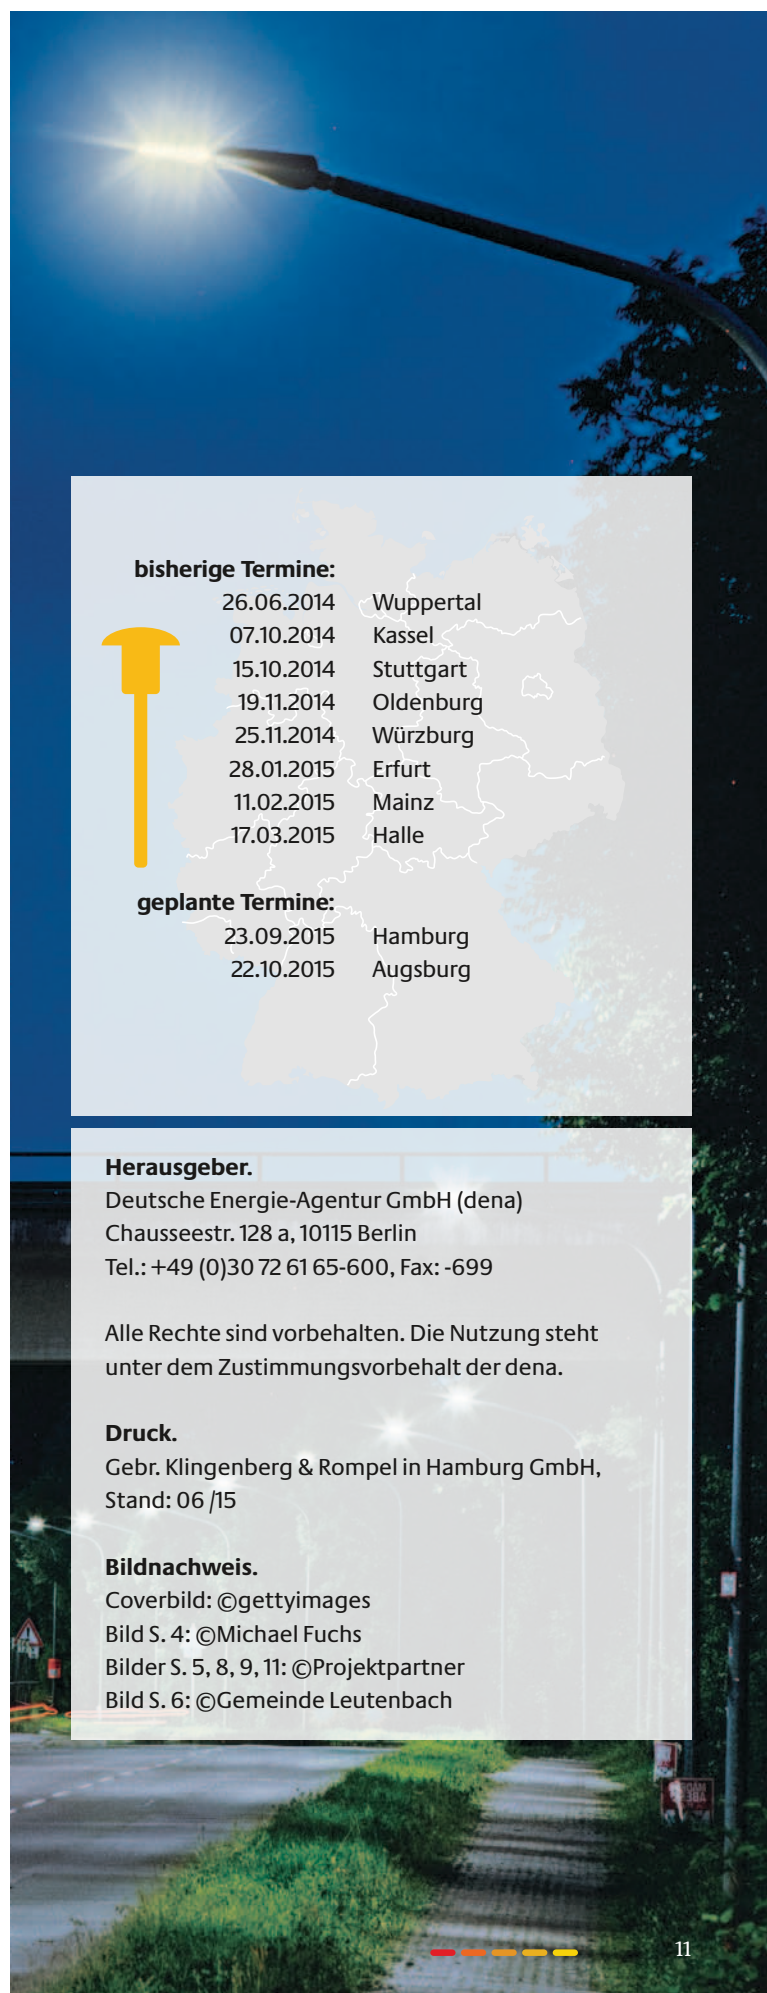 bisherige Termine:
26.06.2014 Wuppertal
07.10.2014 Kassel
15.10.2014 Stuttgart
19.11.2014 Oldenburg
25.11.2014 Würzburg
28.01.2015 Erfurt
11.02.2015 Mainz
17.03.2015 Halle
geplante Termine:
23.09.2015 Hamburg
22.10.2015 Augsburg
Herausgeber.
Deutsche Energie-Agentur GmbH (dena)
Chausseestr. 128 a, 10115 Berlin
Tel.: +49 (0)30 72 61 65-600, Fax: -699
Alle Rechte sind vorbehalten. Die Nutzung steht
unter dem Zustimmungsvorbehalt der dena.
Druck.
Gebr. Klingenberg & Rompel in Hamburg GmbH,
Stand: 06 /15
Bildnachweis.
Coverbild: ©gettyimages
Bild S. 4: ©Michael Fuchs
Bilder S. 5, 8, 9, 11: ©Projektpartner
Bild S. 6: ©Gemeinde Leutenbach
11